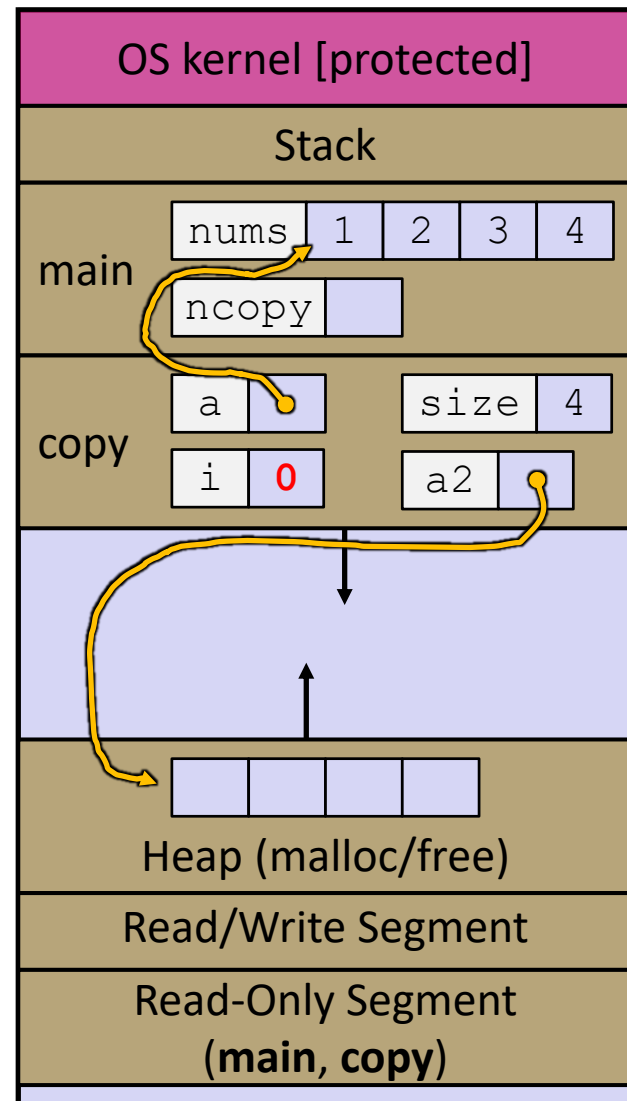 OS kernel [protected]
Stack
main
nums 1 2 3 4
ncopy
copy
a
size 4
i 0
a2
Heap (malloc/free)
Read/Write Segment
Read-Only Segment
(main, copy)